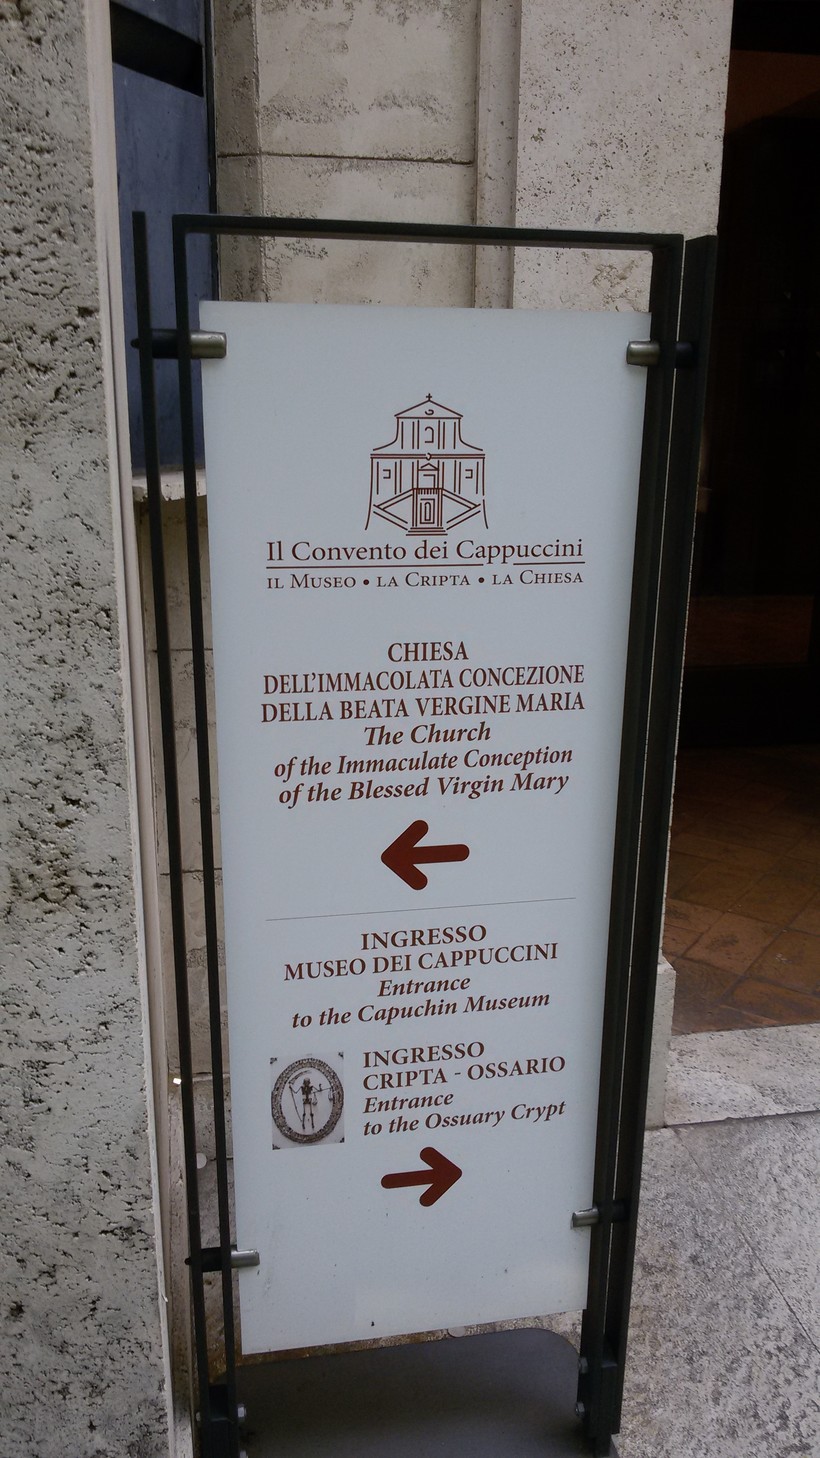 Il Convento dei Cappuccini
IL MUSEO • LA CRIPTA • LA CHIESA
CHIESA
DELL'IMMACOLATA CONCEZIONE
DELLA BEATA VERGINE MARIA
The Church
of the Immaculate Conception
of the Blessed Virgin Mary
INGRESSO
MUSEO DEI CAPPUCCINI
Entrance
to the Capuchin Museum
INGRESSO
CRIPTA - OSSARIO
Entrance
to the Ossuary Crypt